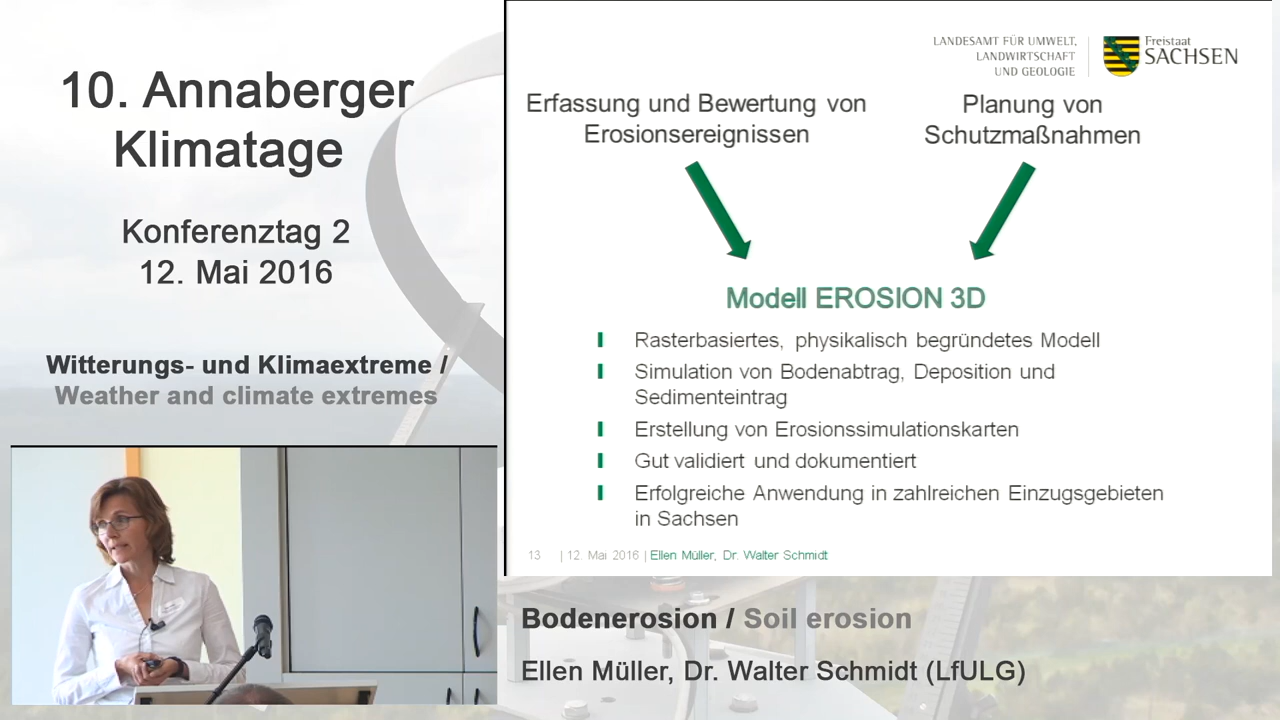 10. Annaberger
Klimatage
Konferenztag 2
12. Mai 2016
Witterungs- und Klimaextreme /
Weather and climate extremes
LANDESAMT FÜR UMWELT,
LANDWIRTSCHAFT
UND GEOLOGIE
Freistaat
SACHSEN
Erfassung und Bewertung von
Erosionsereignissen
Planung von
Schutzmaßnahmen
Modell EROSION 3D
Rasterbasiertes, physikalisch begründetes Modell
Simulation von Bodenabtrag, Deposition und
Sedimenteintrag
Erstellung von Erosionssimulationskarten
Gut validiert und dokumentiert
Erfolgreiche Anwendung in zahlreichen Einzugsgebieten
in Sachsen
13 | 12. Mai 2016 | Ellen Müller, Dr. Walter Schmidt
Bodenerosion / Soil erosion
Ellen Müller, Dr. Walter Schmidt (LfULG)